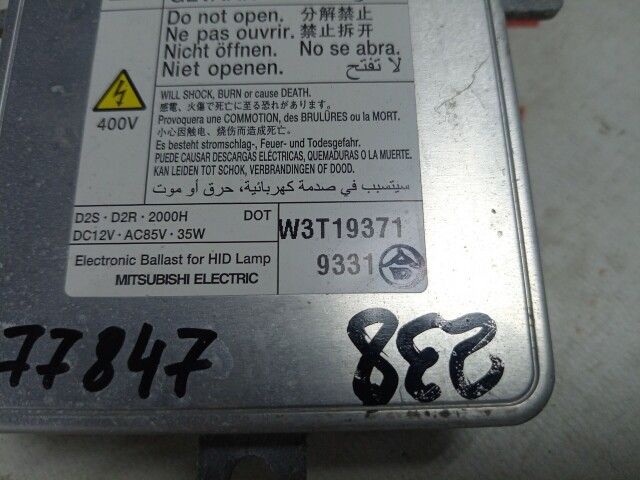 Do not open. 分解禁止
Ne pas ouvrir. 禁止拆开
Nicht öffnen. No se abra.
Niet openen. لا تفتح
400V
WILL SHOCK, BURN or cause DEATH.
感電、火傷で死亡に至る恐れがあります。
Provoquera une COMMOTION, des BRULÛRES ou la MORT.
小心因触电、烧伤而造成死亡。
Es besteht stromschlag-, Feuer- und Todesgefahr.
PUEDE CAUSAR DESCARGAS ELÉCTRICAS, QUEMADURAS O LA MUERTE.
KAN LEIDEN TOT SCHOK, VERBRANDINGEN OF DOOD.
سيتسبب في صدمة كهربائية، حرق أو موت
D2S・D2R・2000H DOT
DC12V・AC85V・35W
W3T19371
Electronic Ballast for HID Lamp
MITSUBISHI ELECTRIC
9331
77847
238